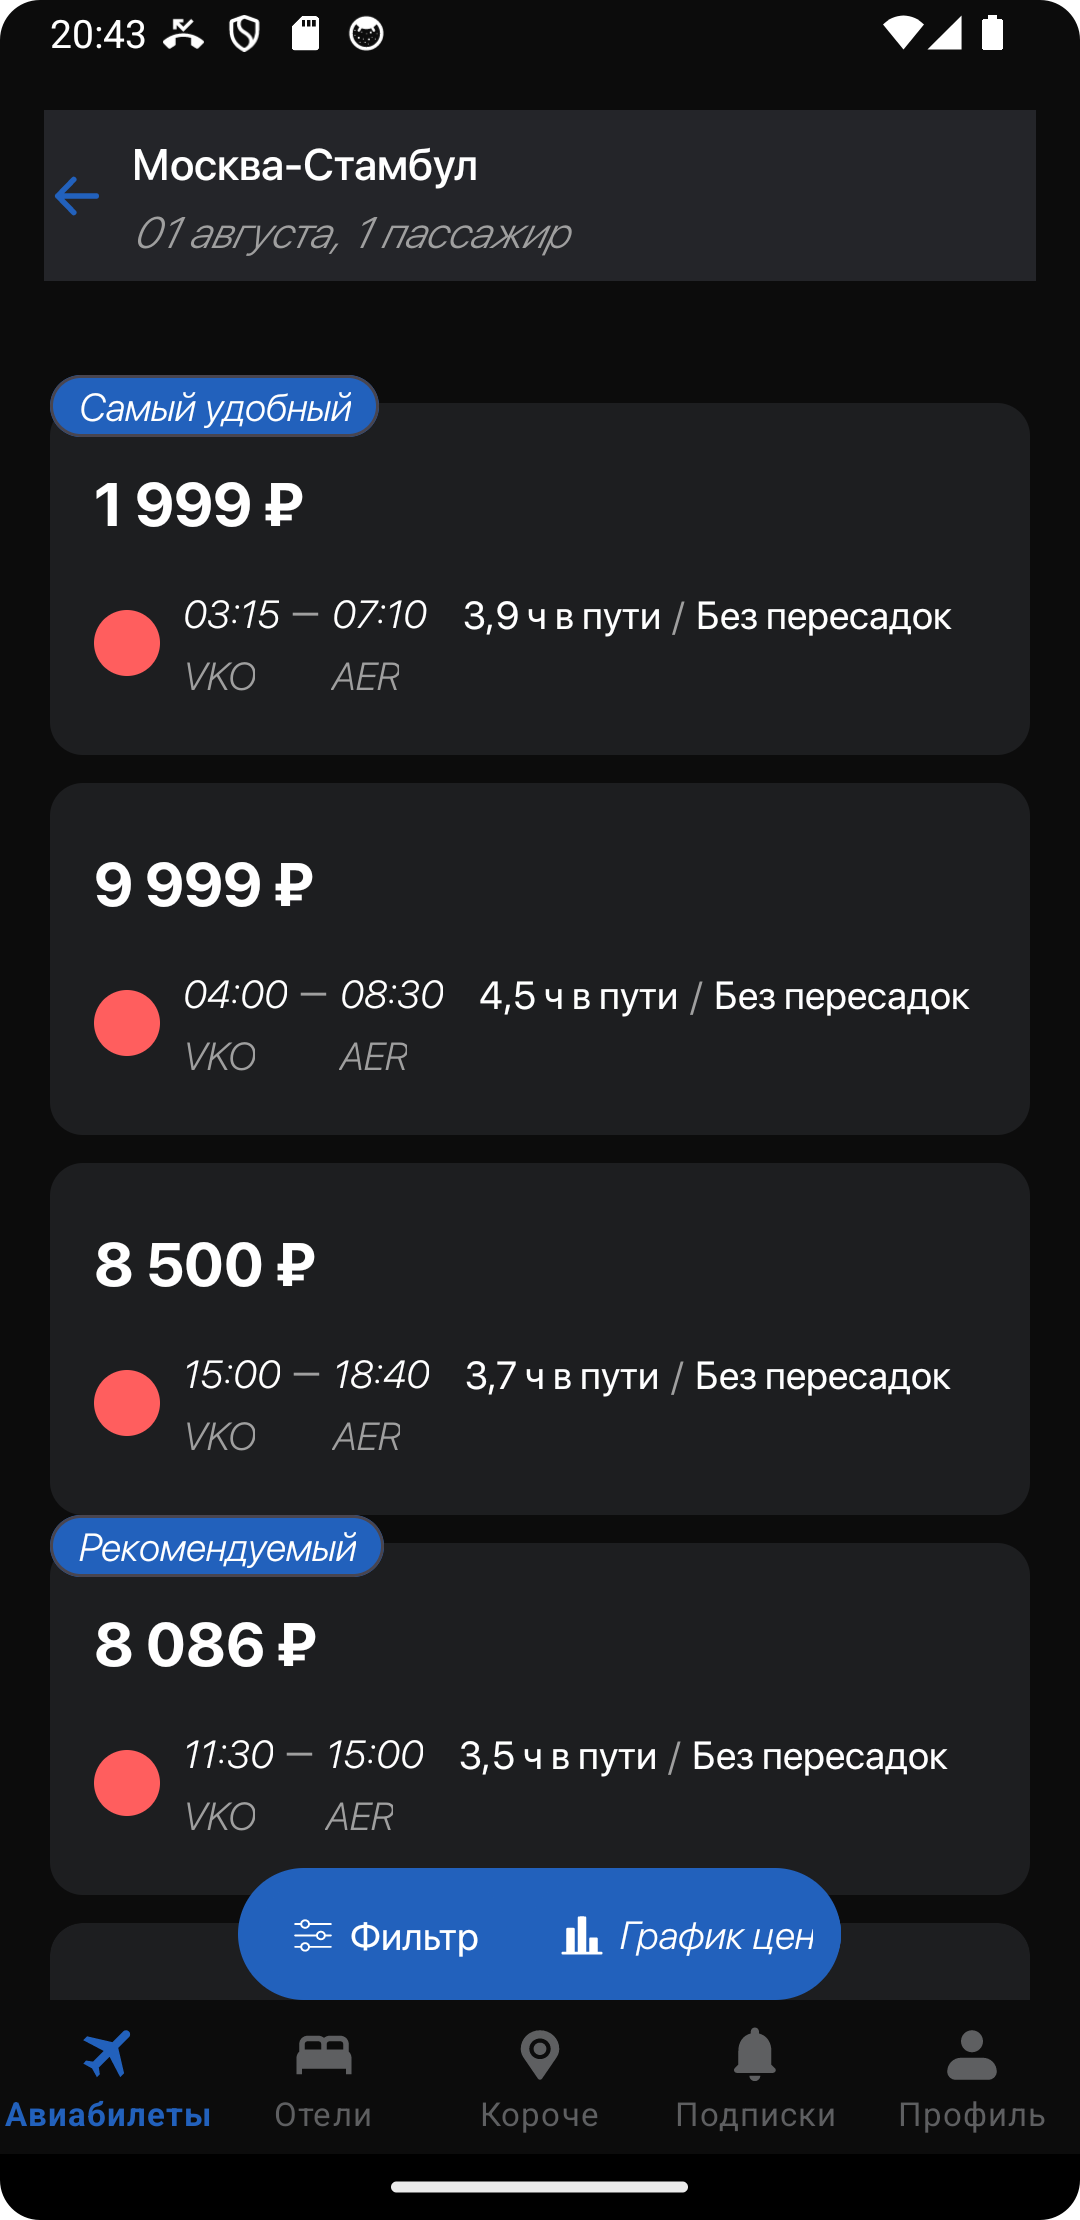 20:43
Москва-Стамбул
01 августа, 1 пассажир
Самый удобный
1 999 ₽
03:15 — 07:10 3,9 ч в пути / Без пересадок
VKO AER
9 999 ₽
04:00 — 08:30 4,5 ч в пути / Без пересадок
VKO AER
8 500 ₽
15:00 — 18:40 3,7 ч в пути / Без пересадок
VKO AER
Рекомендуемый
8 086 ₽
11:30 — 15:00 3,5 ч в пути / Без пересадок
VKO AER
Фильтр График цен
Авиабилеты Отели Короче Подписки Профиль